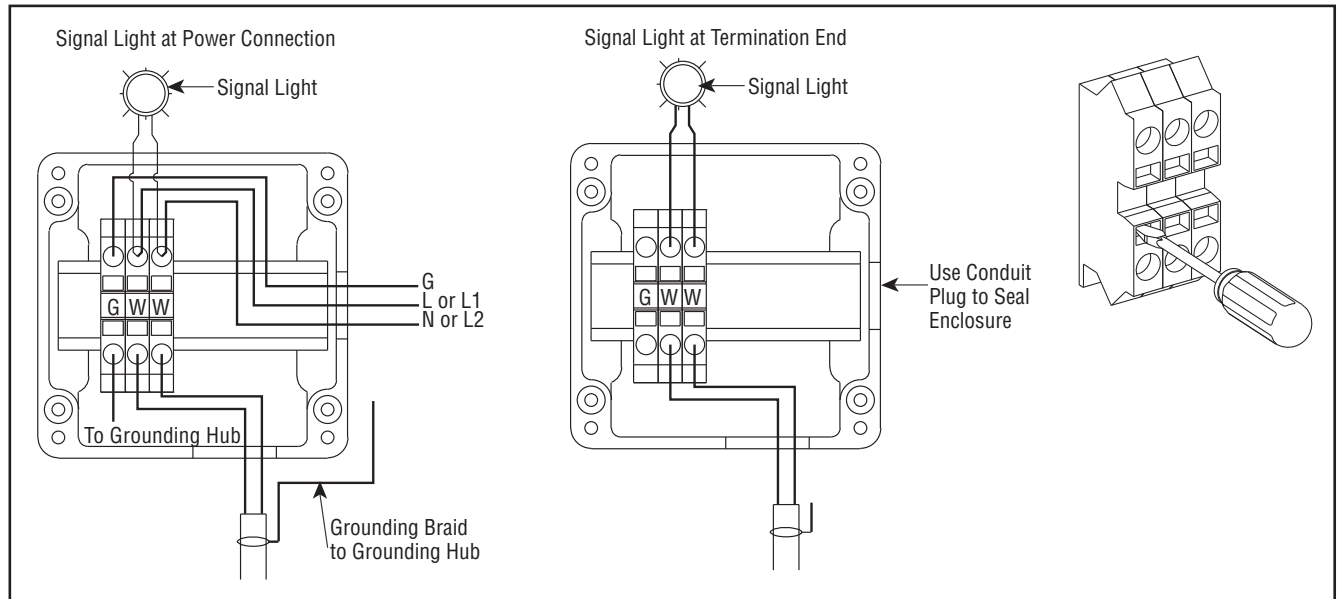 Signal Light at Power Connection
Signal Light
G
L or L1
N or L2
G W W
To Grounding Hub
Grounding Braid
to Grounding Hub
Signal Light at Termination End
Signal Light
G W W
Use Conduit
Plug to Seal
Enclosure